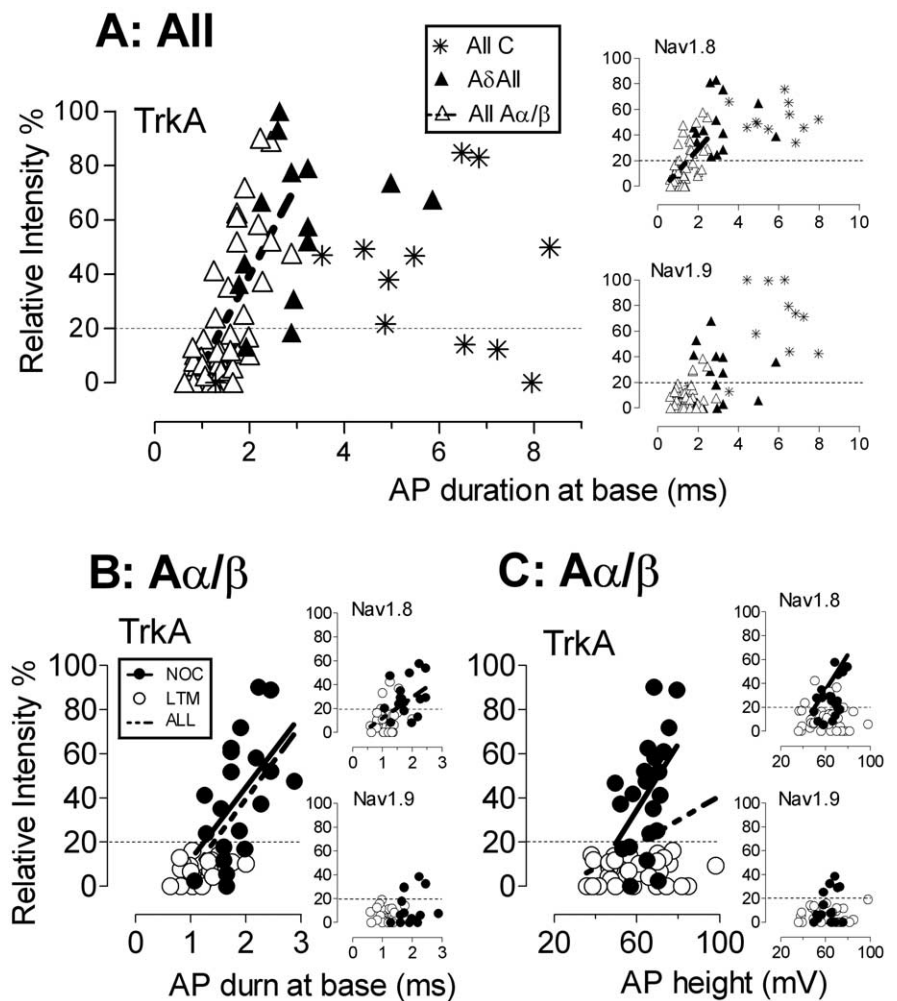 A: All
All C
AδAll
All Aα/β
TrkA
100
80
60
40
20
0
Relative Intensity %
0 2 4 6 8
AP duration at base (ms)
Nav1.8
100
80
60
40
20
0
0 2 4 6 8 10
Nav1.9
100
80
60
40
20
0
0 2 4 6 8 10
B: Aα/β
TrkA
NOC
LTM
ALL
100
80
60
40
20
0
Relative Intensity %
0 1 2 3
AP durn at base (ms)
Nav1.8
100
80
60
40
20
0
0 1 2 3
Nav1.9
100
80
60
40
20
0
0 1 2 3
C: Aα/β
TrkA
100
80
60
40
20
0
20 60 100
AP height (mV)
Nav1.8
100
80
60
40
20
0
20 60 100
Nav1.9
100
80
60
40
20
0
20 60 100